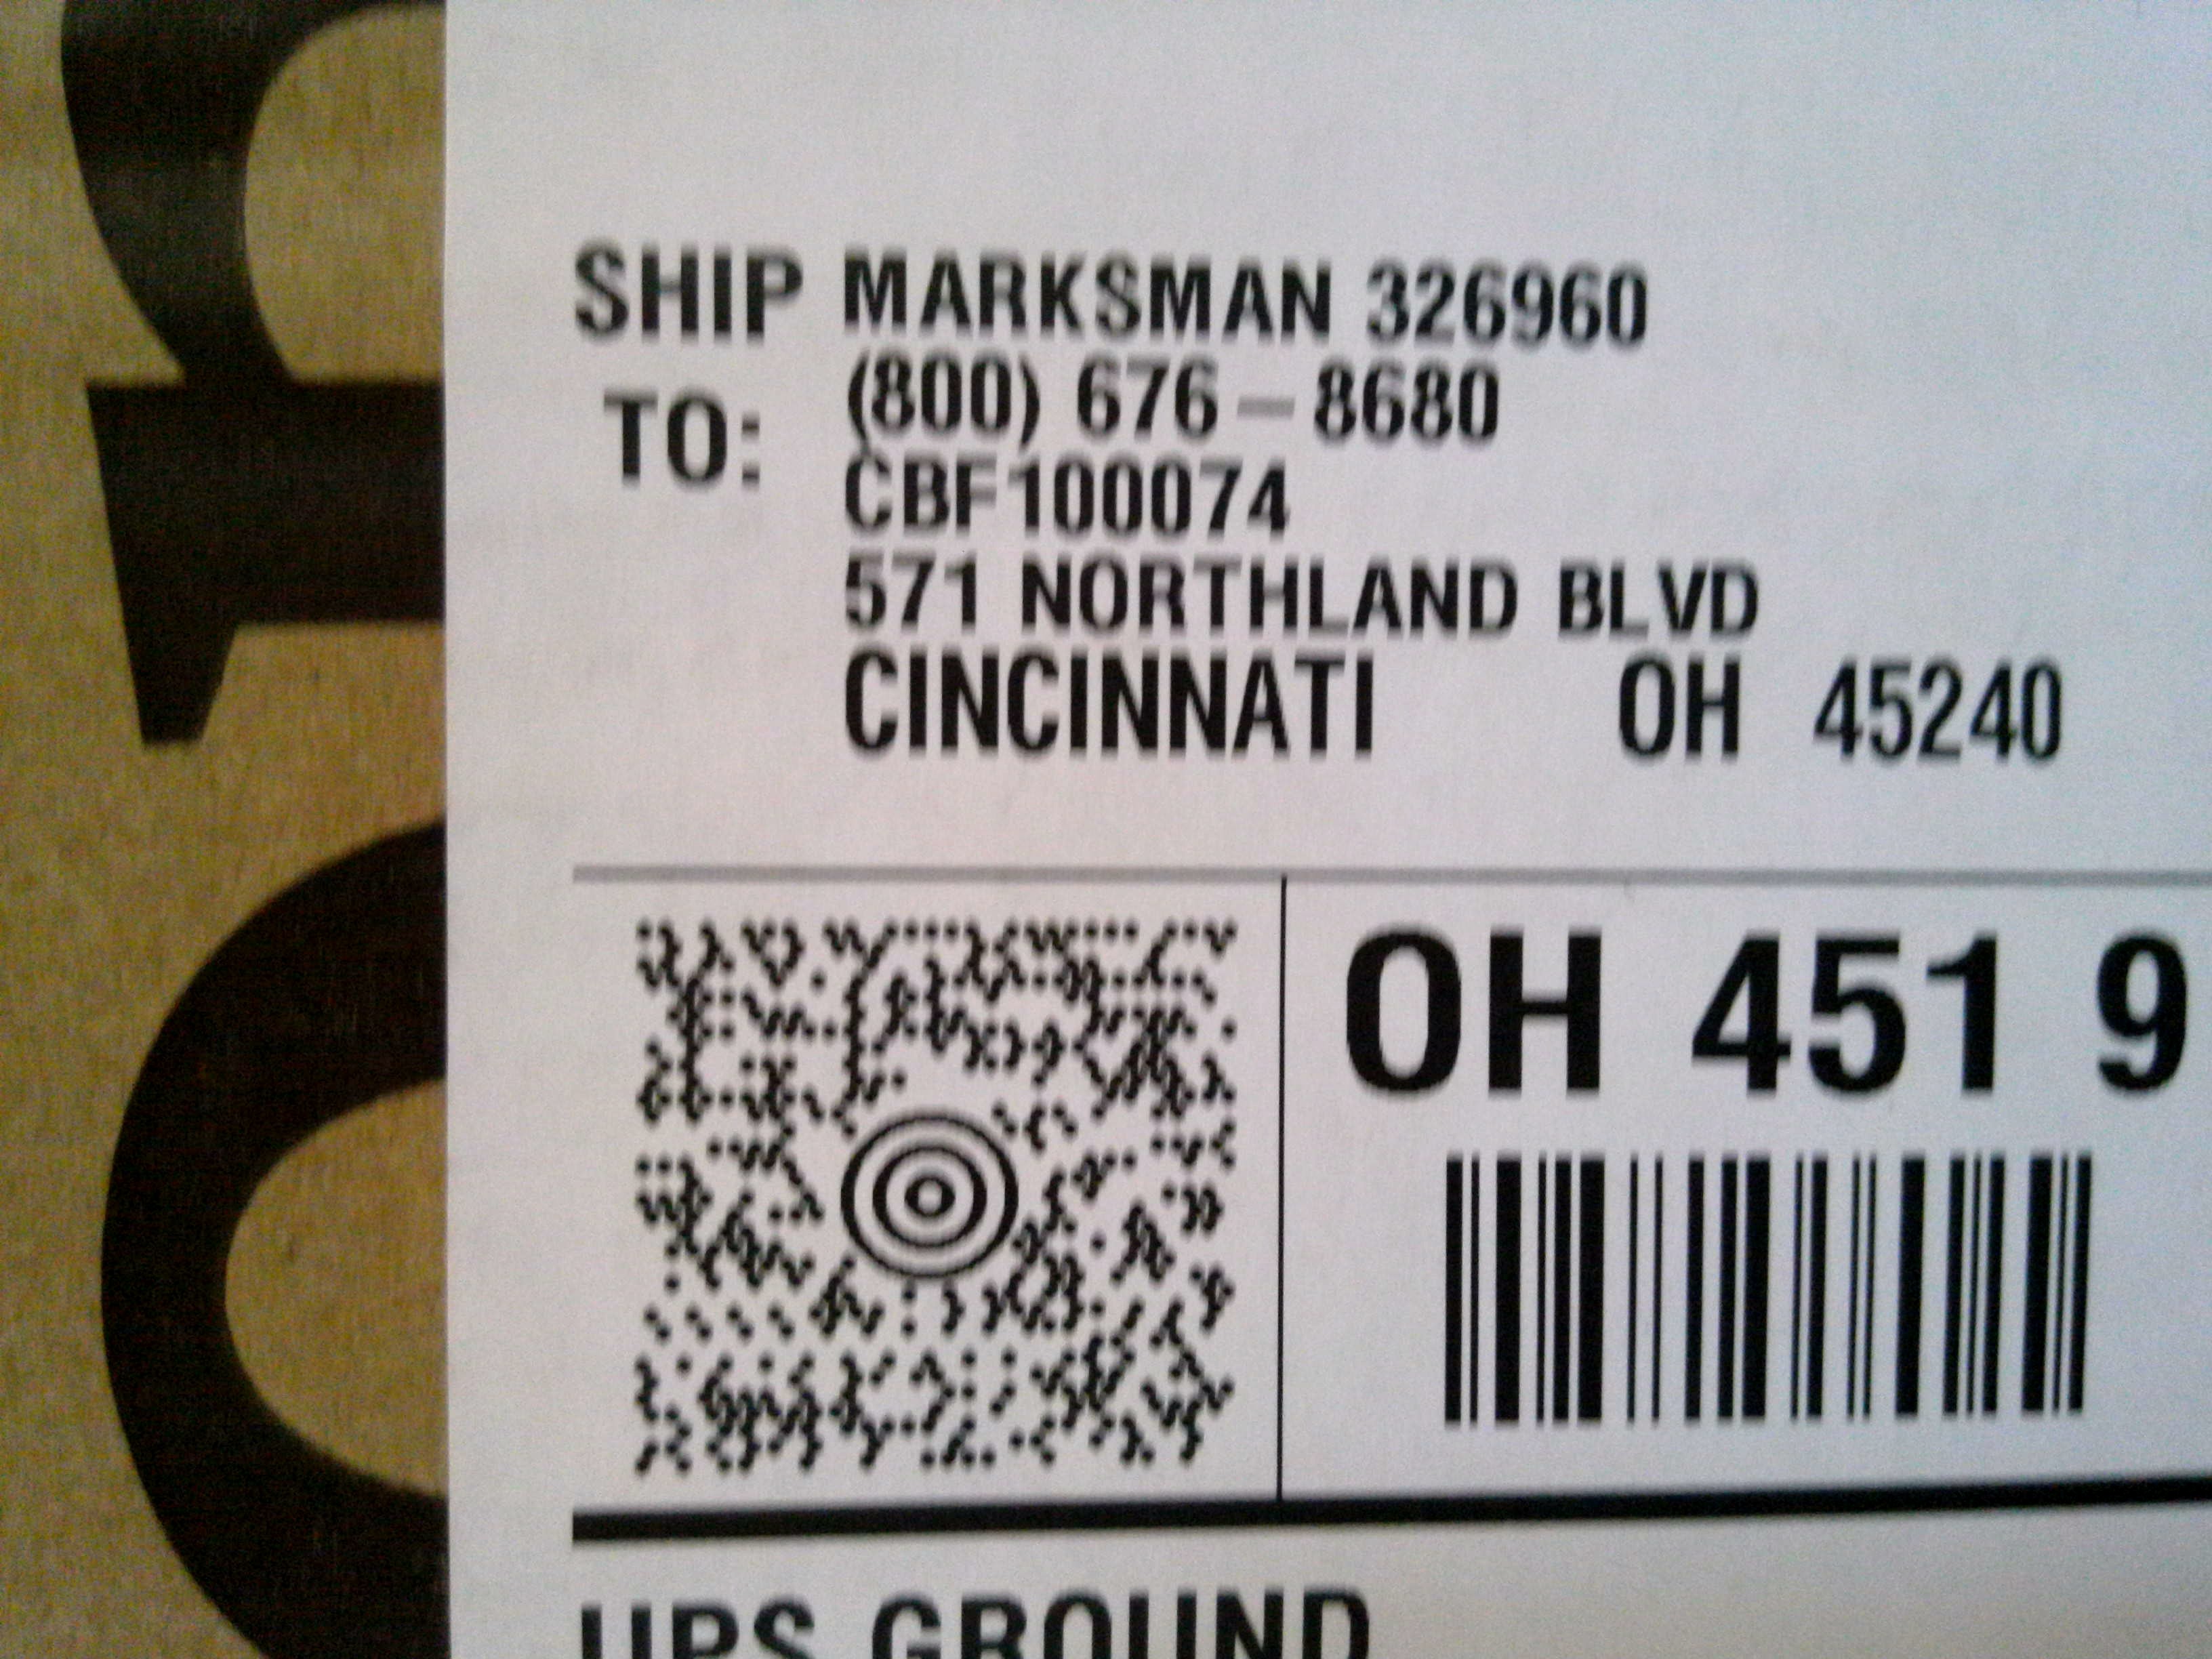 SHIP MARKSMAN 326960
TO: (800) 676-8680
CBF100074
571 NORTHLAND BLVD
CINCINNATI OH 45240
OH 451 9
UPS GROUND